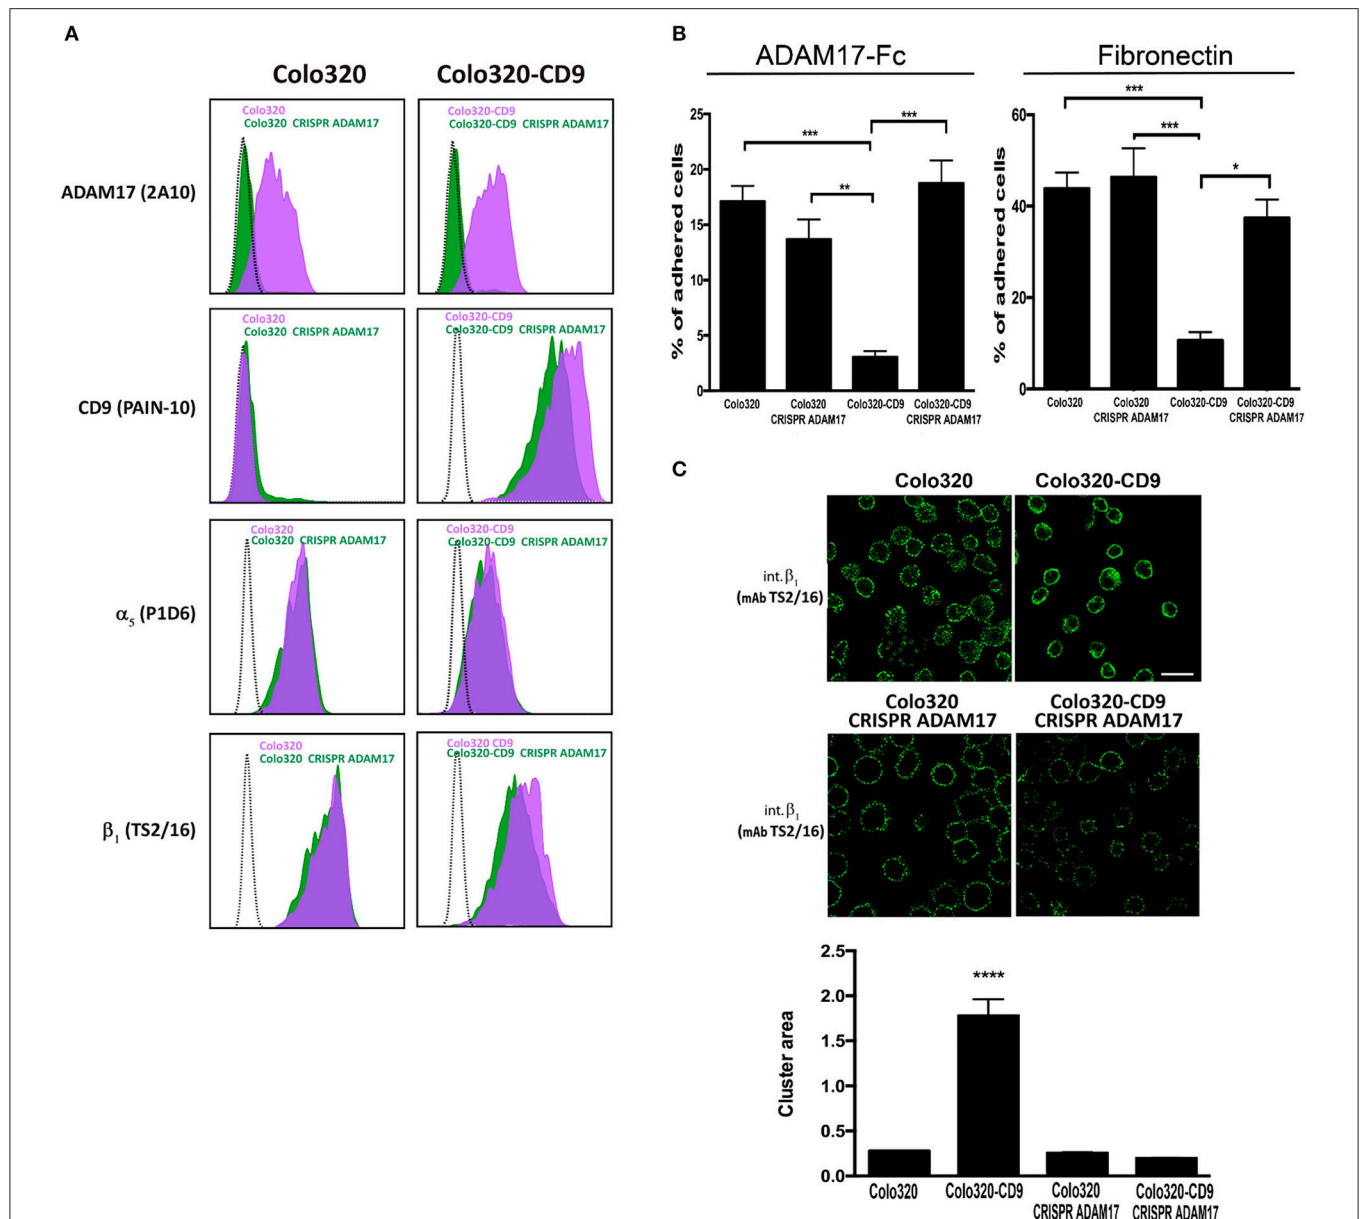 A
Colo320
Colo320-CD9
ADAM17 (2A10)
Colo320
Colo320 CRISPR ADAM17
Colo320-CD9
Colo320-CD9 CRISPR ADAM17
CD9 (PAIN-10)
Colo320
Colo320 CRISPR ADAM17
Colo320-CD9
Colo320-CD9 CRISPR ADAM17
α5 (P1D6)
Colo320
Colo320 CRISPR ADAM17
Colo320-CD9
Colo320-CD9 CRISPR ADAM17
β1 (TS2/16)
Colo320
Colo320 CRISPR ADAM17
Colo320 CD9
Colo320-CD9 CRISPR ADAM17
B
ADAM17-Fc
% of adhered cells
25
20
15
10
5
0
***
***
**
Colo320
Colo320
CRISPR ADAM17
Colo320-CD9
Colo320-CD9
CRISPR ADAM17
Fibronectin
% of adhered cells
60
40
20
0
***
***
*
Colo320
Colo320
CRISPR ADAM17
Colo320-CD9
Colo320-CD9
CRISPR ADAM17
C
Colo320
Colo320-CD9
int. β1
(mAb TS2/16)
Colo320
CRISPR ADAM17
Colo320-CD9
CRISPR ADAM17
int. β1
(mAb TS2/16)
Cluster area
2.5
2.0
1.5
1.0
0.5
0.0
****
Colo320
Colo320-CD9
Colo320
CRISPR ADAM17
Colo320-CD9
CRISPR ADAM17